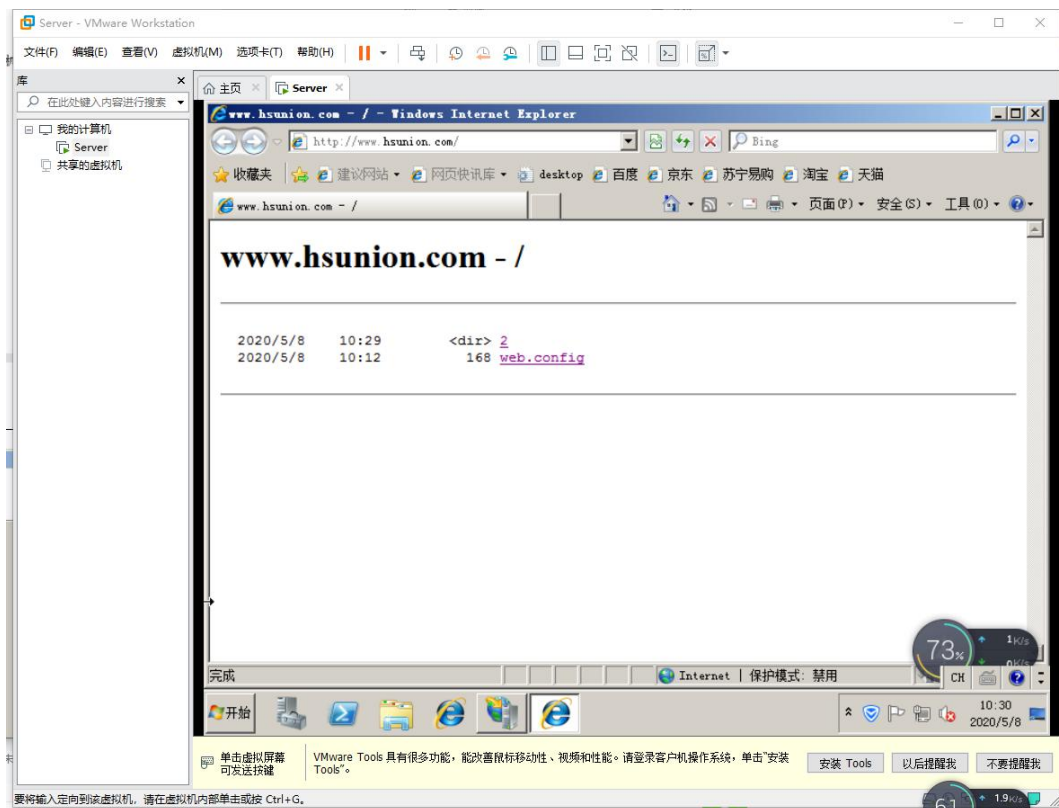 Server - VMware Workstation
文件(F) 编辑(E) 查看(V) 虚拟机(M) 选项卡(T) 帮助(H)
库
主页
Server
在此处键入内容进行搜索
我的计算机
Server
共享的虚拟机
www.hsunion.com - / - Windows Internet Explorer
http://www.hsunion.com/
Bing
收藏夹 建议网站 网页快讯库 desktop 百度 京东 苏宁易购 淘宝 天猫
www.hsunion.com - /
页面(P) 安全(S) 工具(O)
www.hsunion.com - /
2020/5/8 10:29 <dir> 2
2020/5/8 10:12 168 web.config
73%
1K/s
0K/s
完成
Internet | 保护模式: 禁用
CH
开始
10:30
2020/5/8
单击虚拟屏幕
可发送按键
VMware Tools 具有很多功能，能改善鼠标移动性、视频和性能。请登录客户机操作系统，单击"安装
Tools"。
安装 Tools
以后提醒我
不要提醒我
要将输入定向到该虚拟机，请在虚拟机内部单击或按 Ctrl+G。
61
1.9K/s